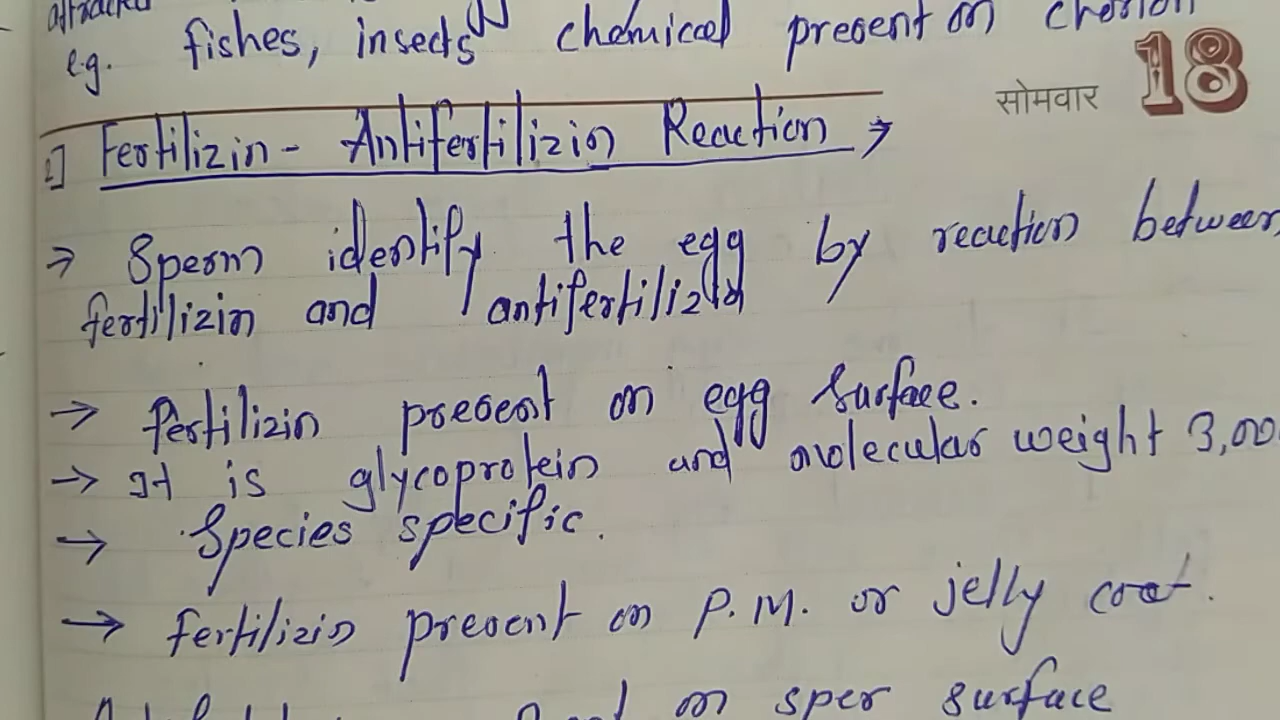 attracted
e.g. fishes, insects chemical present on chorion
सोमवार 18
2] Fertilizin - Antifertilizin Reaction →
→ Sperm identify the egg by reaction between
fertilizin and antifertilizin
→ Fertilizin present on egg surface.
→ It is glycoprotein and molecular weight 3,00
→ Species specific.
→ fertilizin present on P.M. or jelly coat.
on sper surface